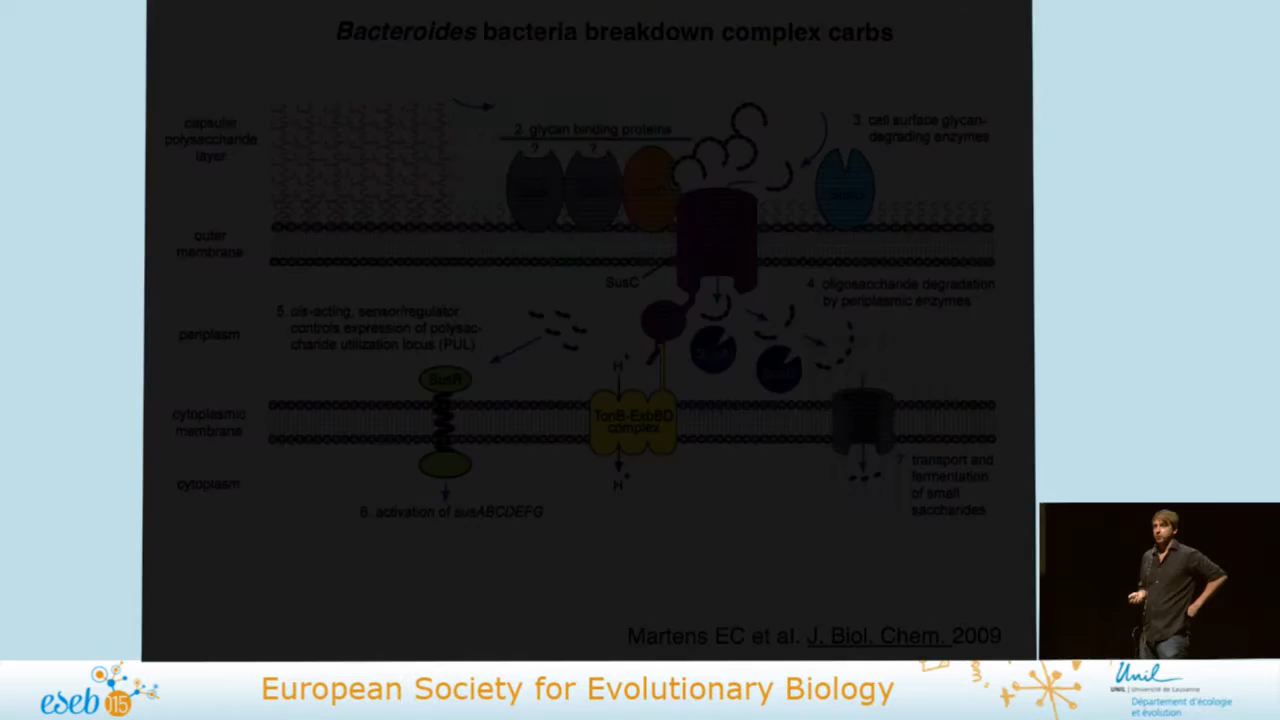 Bacteroides bacteria breakdown complex carbs
capsular
polysaccharide
layer
2. glycan binding proteins
? ?
3. cell surface glycan-
degrading enzymes
outer
membrane
SusC
4. oligosaccharide degradation
by periplasmic enzymes
5. cis-acting, sensor/regulator
controls expression of polysac-
charide utilization locus (PUL)
periplasm
H+
SusR
cytoplasmic
membrane
TonB-ExbBD
complex
7. transport and
fermentation
of small
saccharides
cytoplasm
H+
6. activation of susABCDEFG
Martens EC et al. J. Biol. Chem. 2009
eseb 15
European Society for Evolutionary Biology
Unil
UNIL | Université de Lausanne
Département d'écologie
et évolution